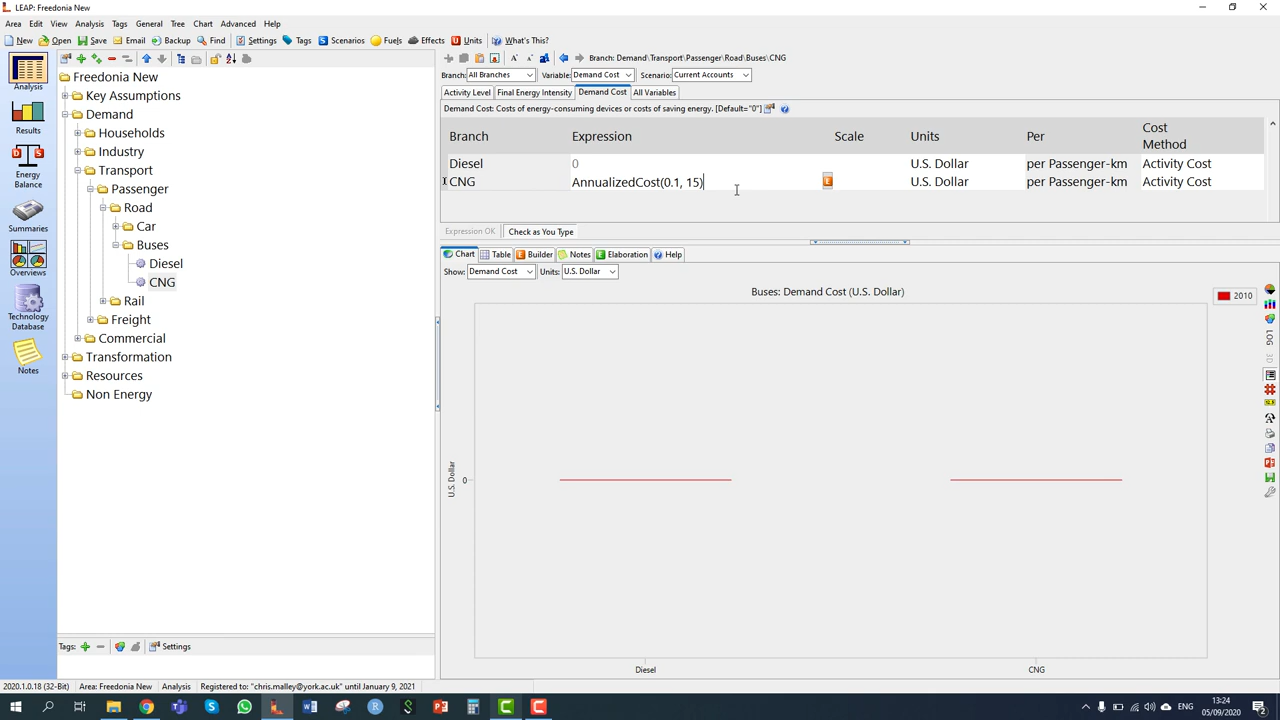 LEAP: Freedonia New
Area Edit View Analysis Tags General Tree Chart Advanced Help
New Open Save Email Backup Find Settings Tags Scenarios Fuels Effects Units What's This?
Analysis
Results
Energy
Balance
Summaries
Overviews
Technology
Database
Notes
Freedonia New
Key Assumptions
Demand
Households
Industry
Transport
Passenger
Road
Car
Buses
Diesel
CNG
Rail
Freight
Commercial
Transformation
Resources
Non Energy
Tags: Settings
Branch: Demand\Transport\Passenger\Road\Buses\CNG
Branch: All Branches Variable: Demand Cost Scenario: Current Accounts
Activity Level Final Energy Intensity Demand Cost All Variables
Demand Cost: Costs of energy-consuming devices or costs of saving energy. [Default="0"]
Branch Expression Scale Units Per Cost
Method
Diesel 0 U.S. Dollar per Passenger-km Activity Cost
CNG AnnualizedCost(0.1, 15) E U.S. Dollar per Passenger-km Activity Cost
Expression OK Check as You Type
Chart Table Builder Notes Elaboration Help
Show: Demand Cost Units: U.S. Dollar
Buses: Demand Cost (U.S. Dollar)
2010
LOG
3D
U.S. Dollar
0
Diesel CNG
2020.1.0.18 (32-Bit) Area: Freedonia New Analysis Registered to: "chris.malley@york.ac.uk" until January 9, 2021
ENG 13:24
05/09/2020 2